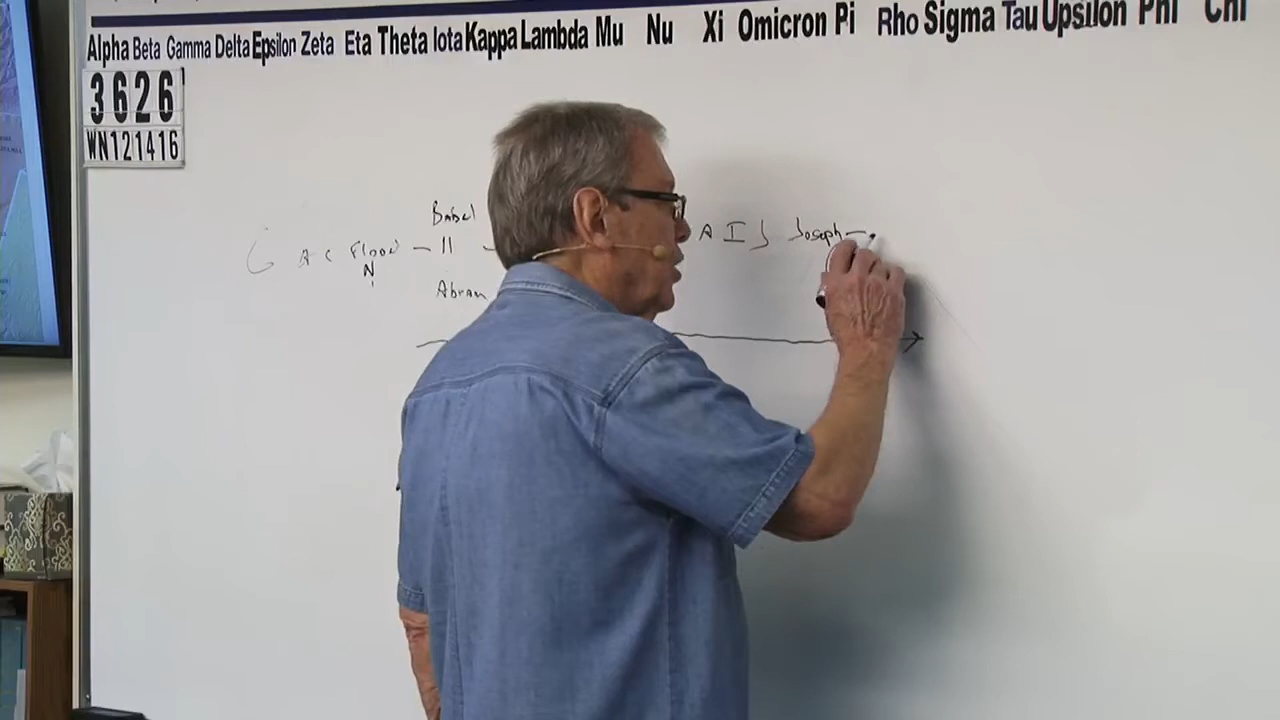 Alpha Beta Gamma Delta Epsilon Zeta Eta Theta Iota Kappa Lambda Mu Nu Xi Omicron Pi Rho Sigma Tau Upsilon Phi Chi
3626
WN121416
Babel
A C Flood – 11 – A I J Joseph –
N
Abram